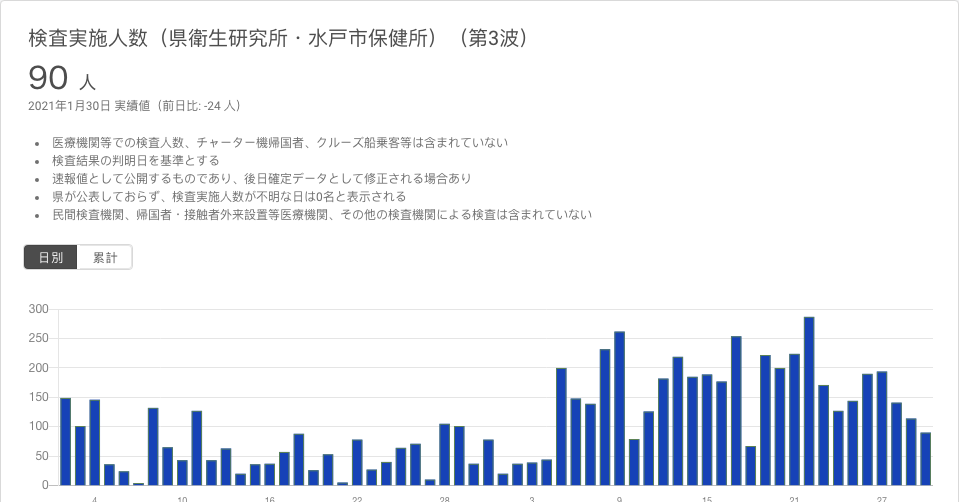 検査実施人数（県衛生研究所・水戸市保健所）（第3波）
90 人
2021年1月30日 実績値（前日比: -24 人）
• 医療機関等での検査人数、チャーター機帰国者、クルーズ船乗客等は含まれていない
• 検査結果の判明日を基準とする
• 速報値として公開するものであり、後日確定データとして修正される場合あり
• 県が公表しておらず、検査実施人数が不明な日は0名と表示される
• 民間検査機関、帰国者・接触者外来設置等医療機関、その他の検査機関による検査は含まれていない
日別 累計
300
250
200
150
100
50
0
4 10 16 22 28 3 9 15 21 27